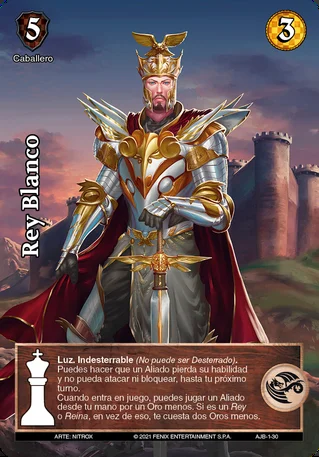 5
3
Caballero
Rey Blanco
Luz. Indesterrable (No puede ser Desterrado).
Puedes hacer que un Aliado pierda su habilidad
y no pueda atacar ni bloquear, hasta tu próximo
turno.
Cuando entra en juego, puedes jugar un Aliado
desde tu mano por un Oro menos. Si es un Rey
o Reina, en vez de eso, te cuesta dos Oros menos.
ARTE: NITROX
© 2021 FENIX ENTERTAINMENT S.P.A.
AJB-1-30